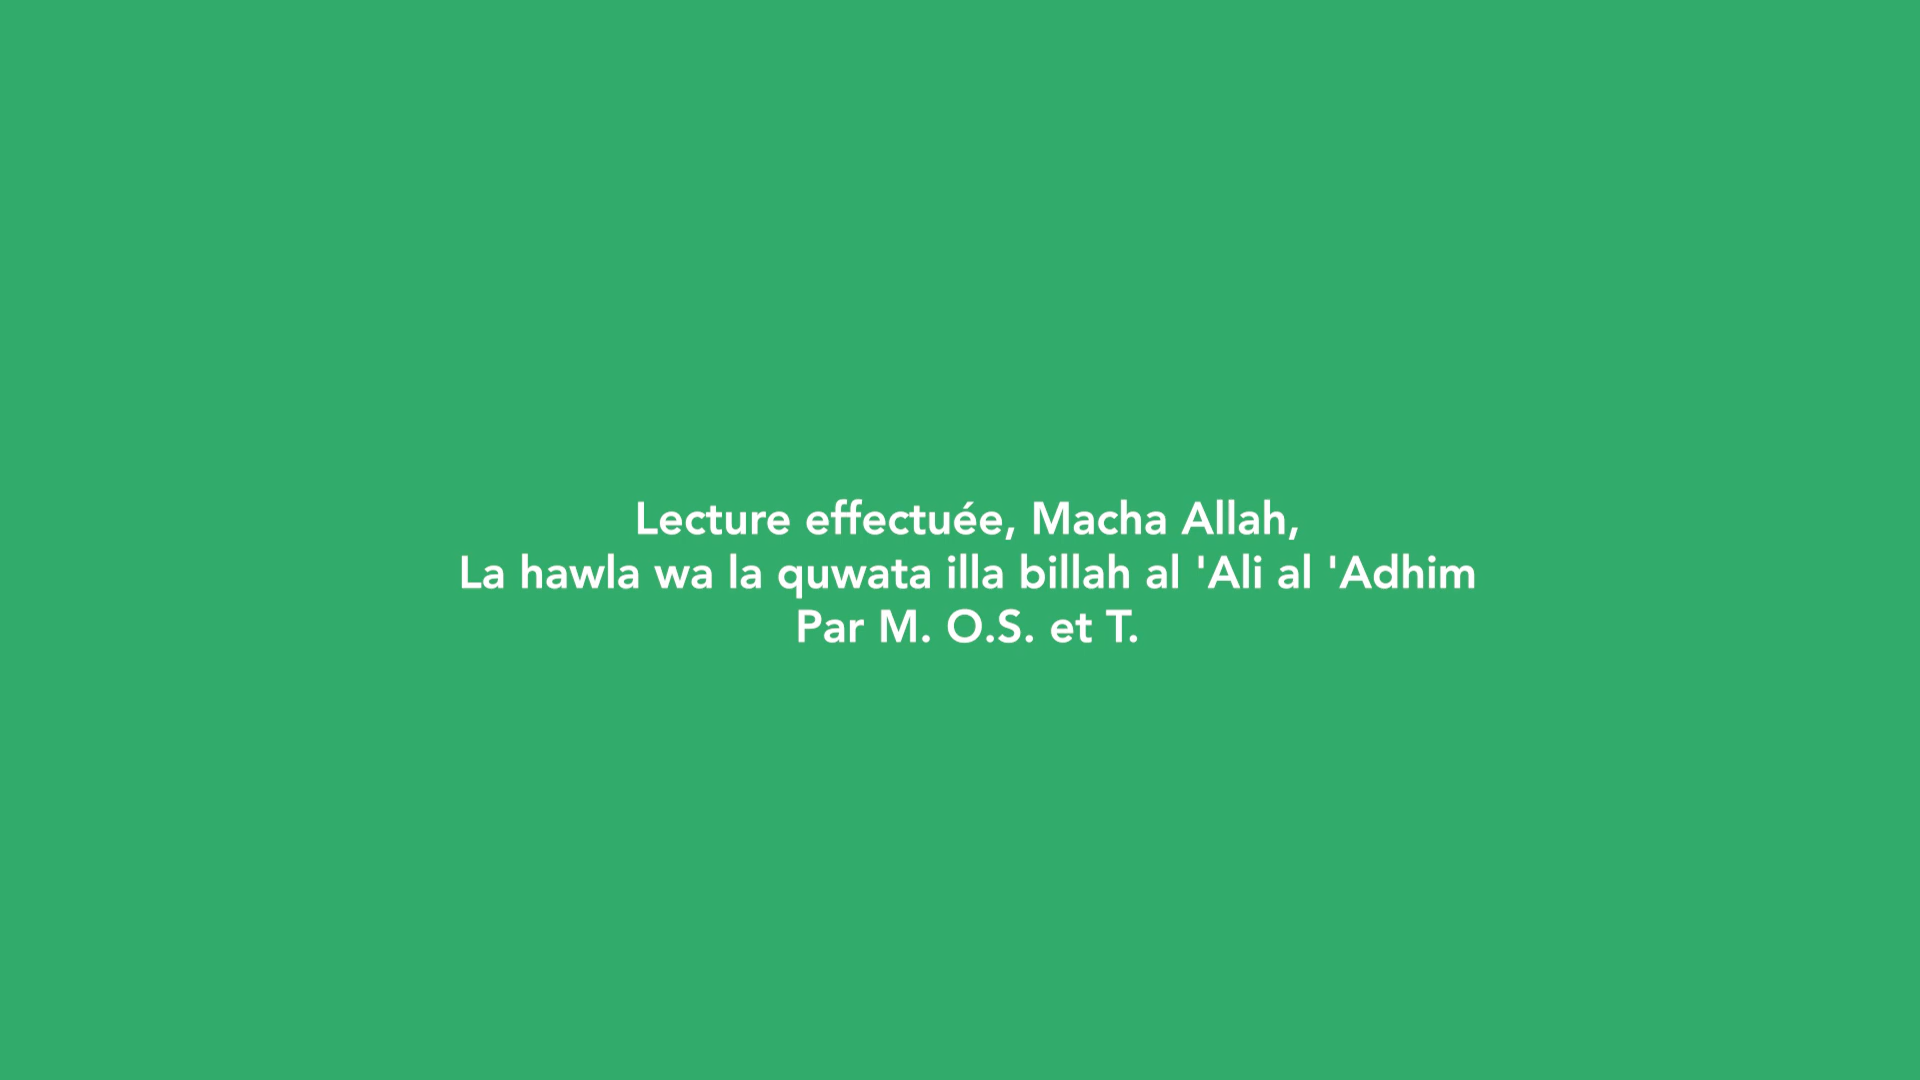 Lecture effectuée, Macha Allah,
La hawla wa la quwata illa billah al 'Ali al 'Adhim
Par M. O.S. et T.